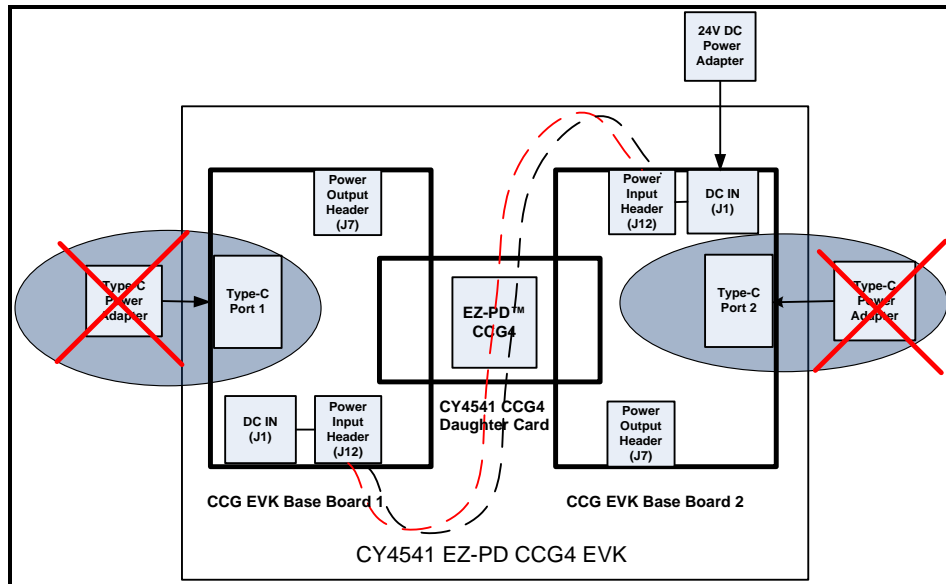 24V DC
Power
Adapter
Power
Output
Header
(J7)
Power
Input
Header
(J12)
DC IN
(J1)
Type-C
Power
Adapter
Type-C
Port 1
EZ-PD™
CCG4
Type-C
Port 2
Type-C
Power
Adapter
CY4541 CCG4
Daughter Card
DC IN
(J1)
Power
Input
Header
(J12)
Power
Output
Header
(J7)
CCG EVK Base Board 1
CCG EVK Base Board 2
CY4541 EZ-PD CCG4 EVK